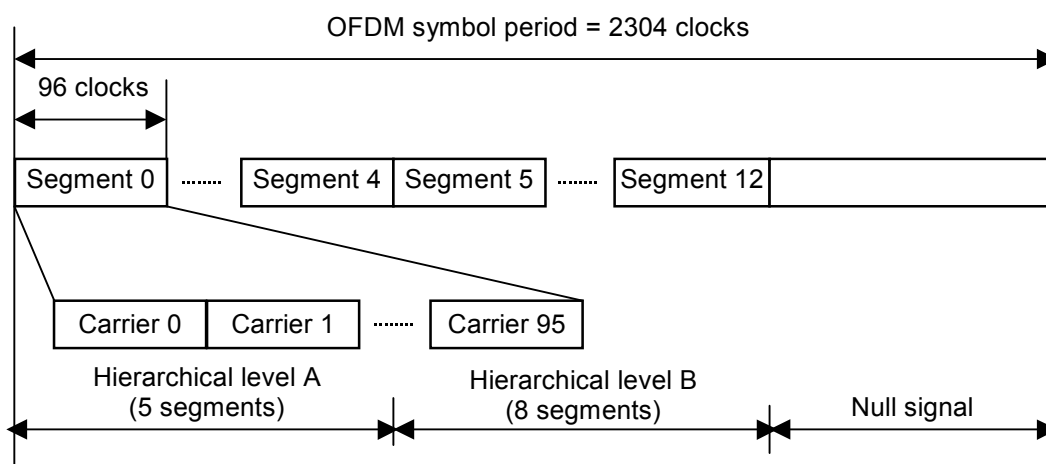 OFDM symbol period = 2304 clocks
96 clocks
Segment 0 ........ Segment 4 Segment 5 ........ Segment 12
Carrier 0 Carrier 1 ........ Carrier 95
Hierarchical level A
(5 segments)
Hierarchical level B
(8 segments)
Null signal